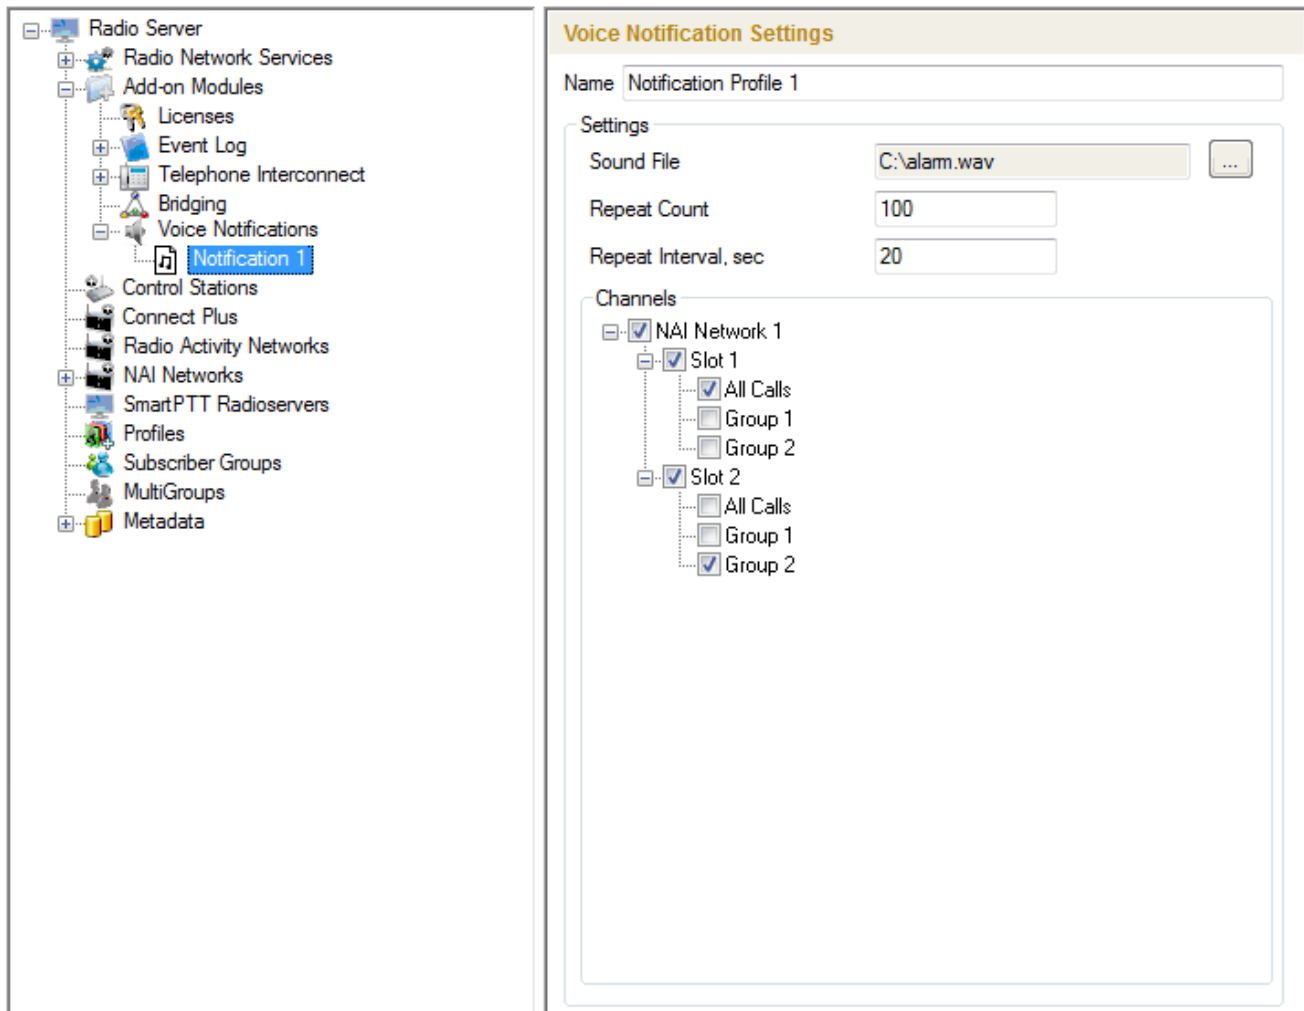 Radio Server
Radio Network Services
Add-on Modules
Licenses
Event Log
Telephone Interconnect
Bridging
Voice Notifications
Notification 1
Control Stations
Connect Plus
Radio Activity Networks
NAI Networks
SmartPTT Radioservers
Profiles
Subscriber Groups
MultiGroups
Metadata
Voice Notification Settings
Name Notification Profile 1
Settings
Sound File C:\alarm.wav ...
Repeat Count 100
Repeat Interval, sec 20
Channels
NAI Network 1
Slot 1
All Calls
Group 1
Group 2
Slot 2
All Calls
Group 1
Group 2